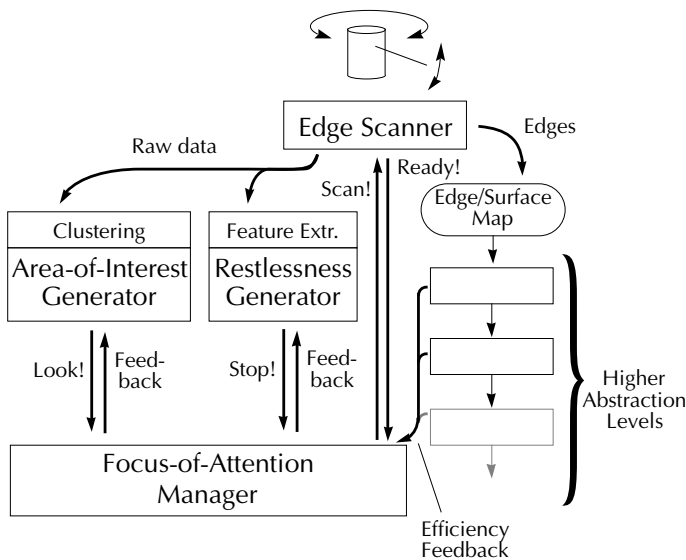 Edge Scanner
Edges
Raw data
Ready!
Scan!
Edge/Surface
Map
Clustering
Area-of-Interest
Generator
Feature Extr.
Restlessness
Generator
Look!
Feed-
back
Stop!
Feed-
back
Higher
Abstraction
Levels
Focus-of-Attention
Manager
Efficiency
Feedback